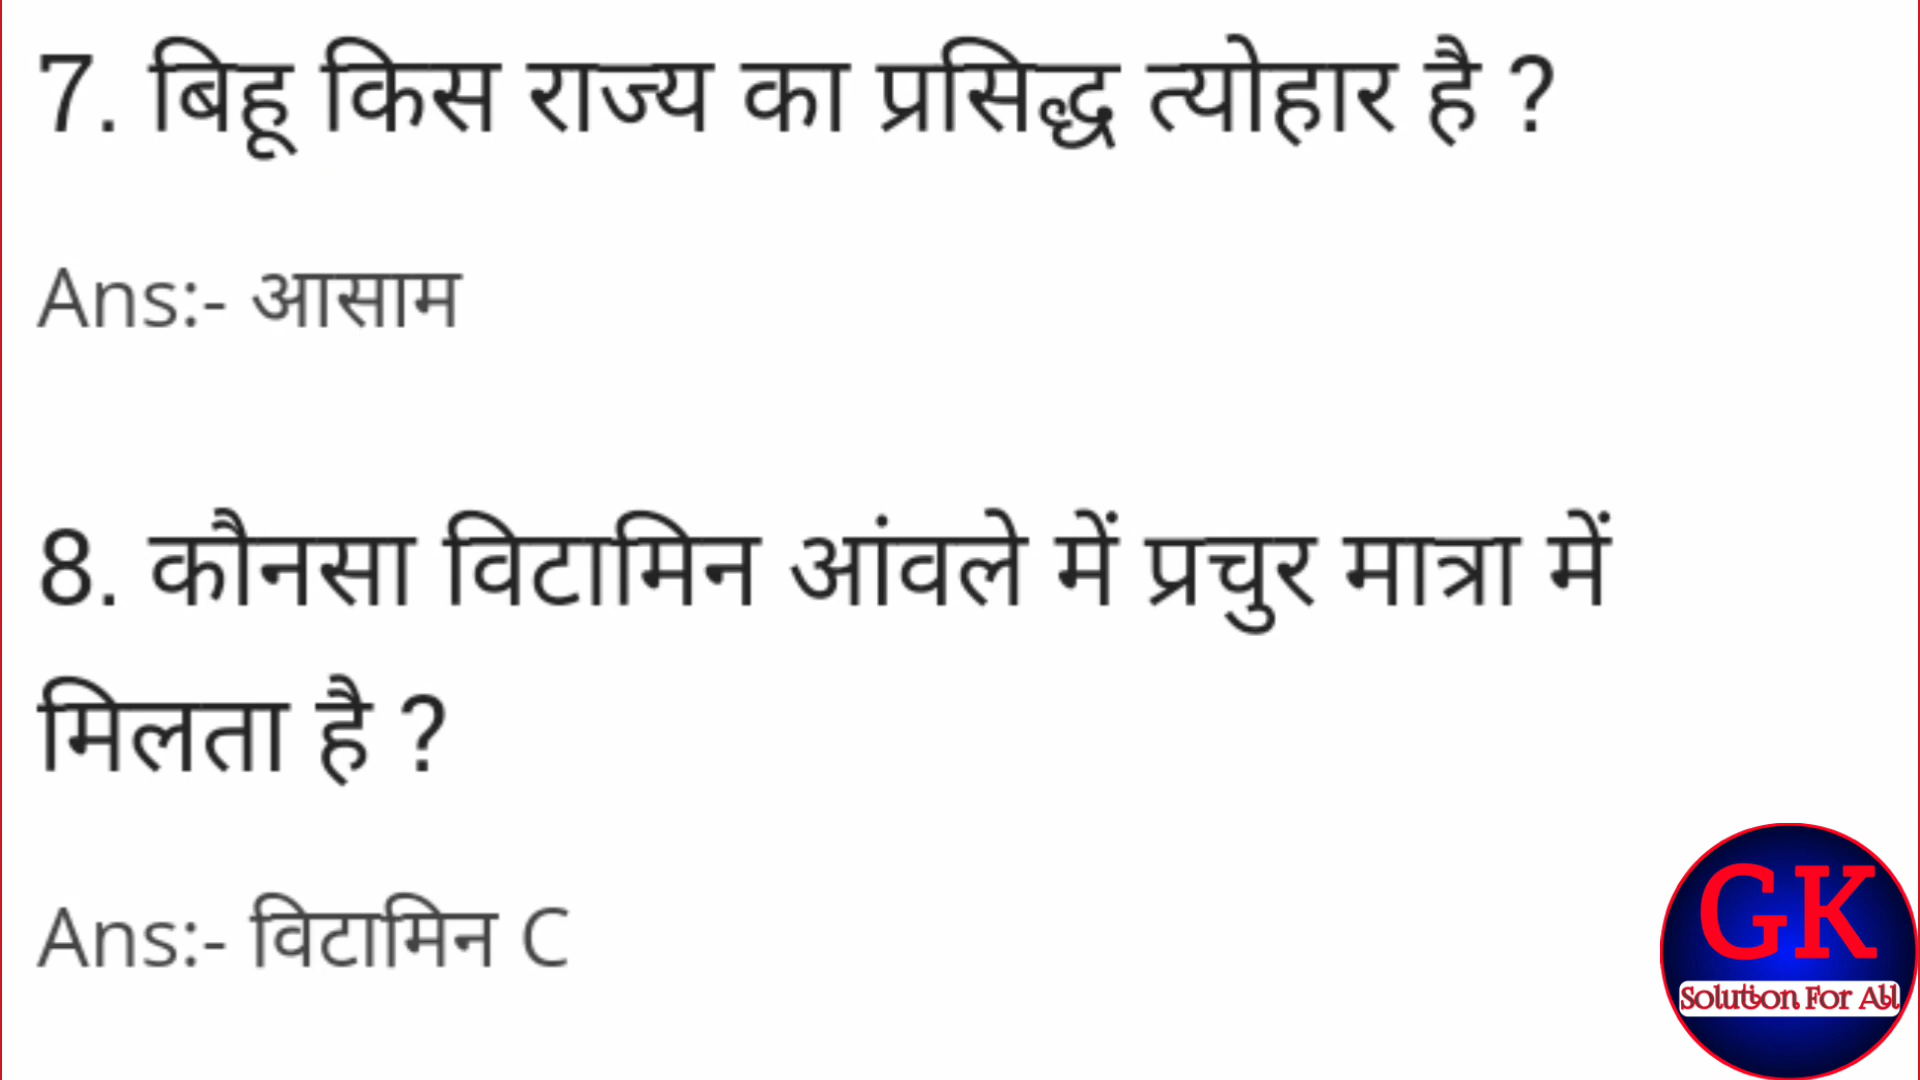 7. बिहू किस राज्य का प्रसिद्ध त्योहार है ?
Ans:- आसाम
8. कौनसा विटामिन आंवले में प्रचुर मात्रा में
मिलता है ?
Ans:- विटामिन C
GK
Solution For All